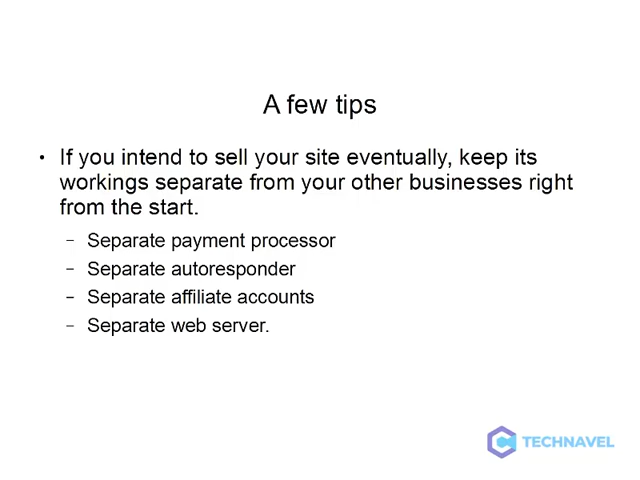 A few tips
• If you intend to sell your site eventually, keep its
workings separate from your other businesses right
from the start.
– Separate payment processor
– Separate autoresponder
– Separate affiliate accounts
– Separate web server.
TECHNAVEL